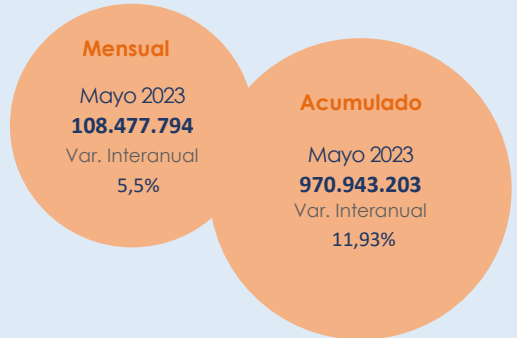 Mensual
Mayo 2023
108.477.794
Var. Interanual
5,5%
Acumulado
Mayo 2023
970.943.203
Var. Interanual
11,93%